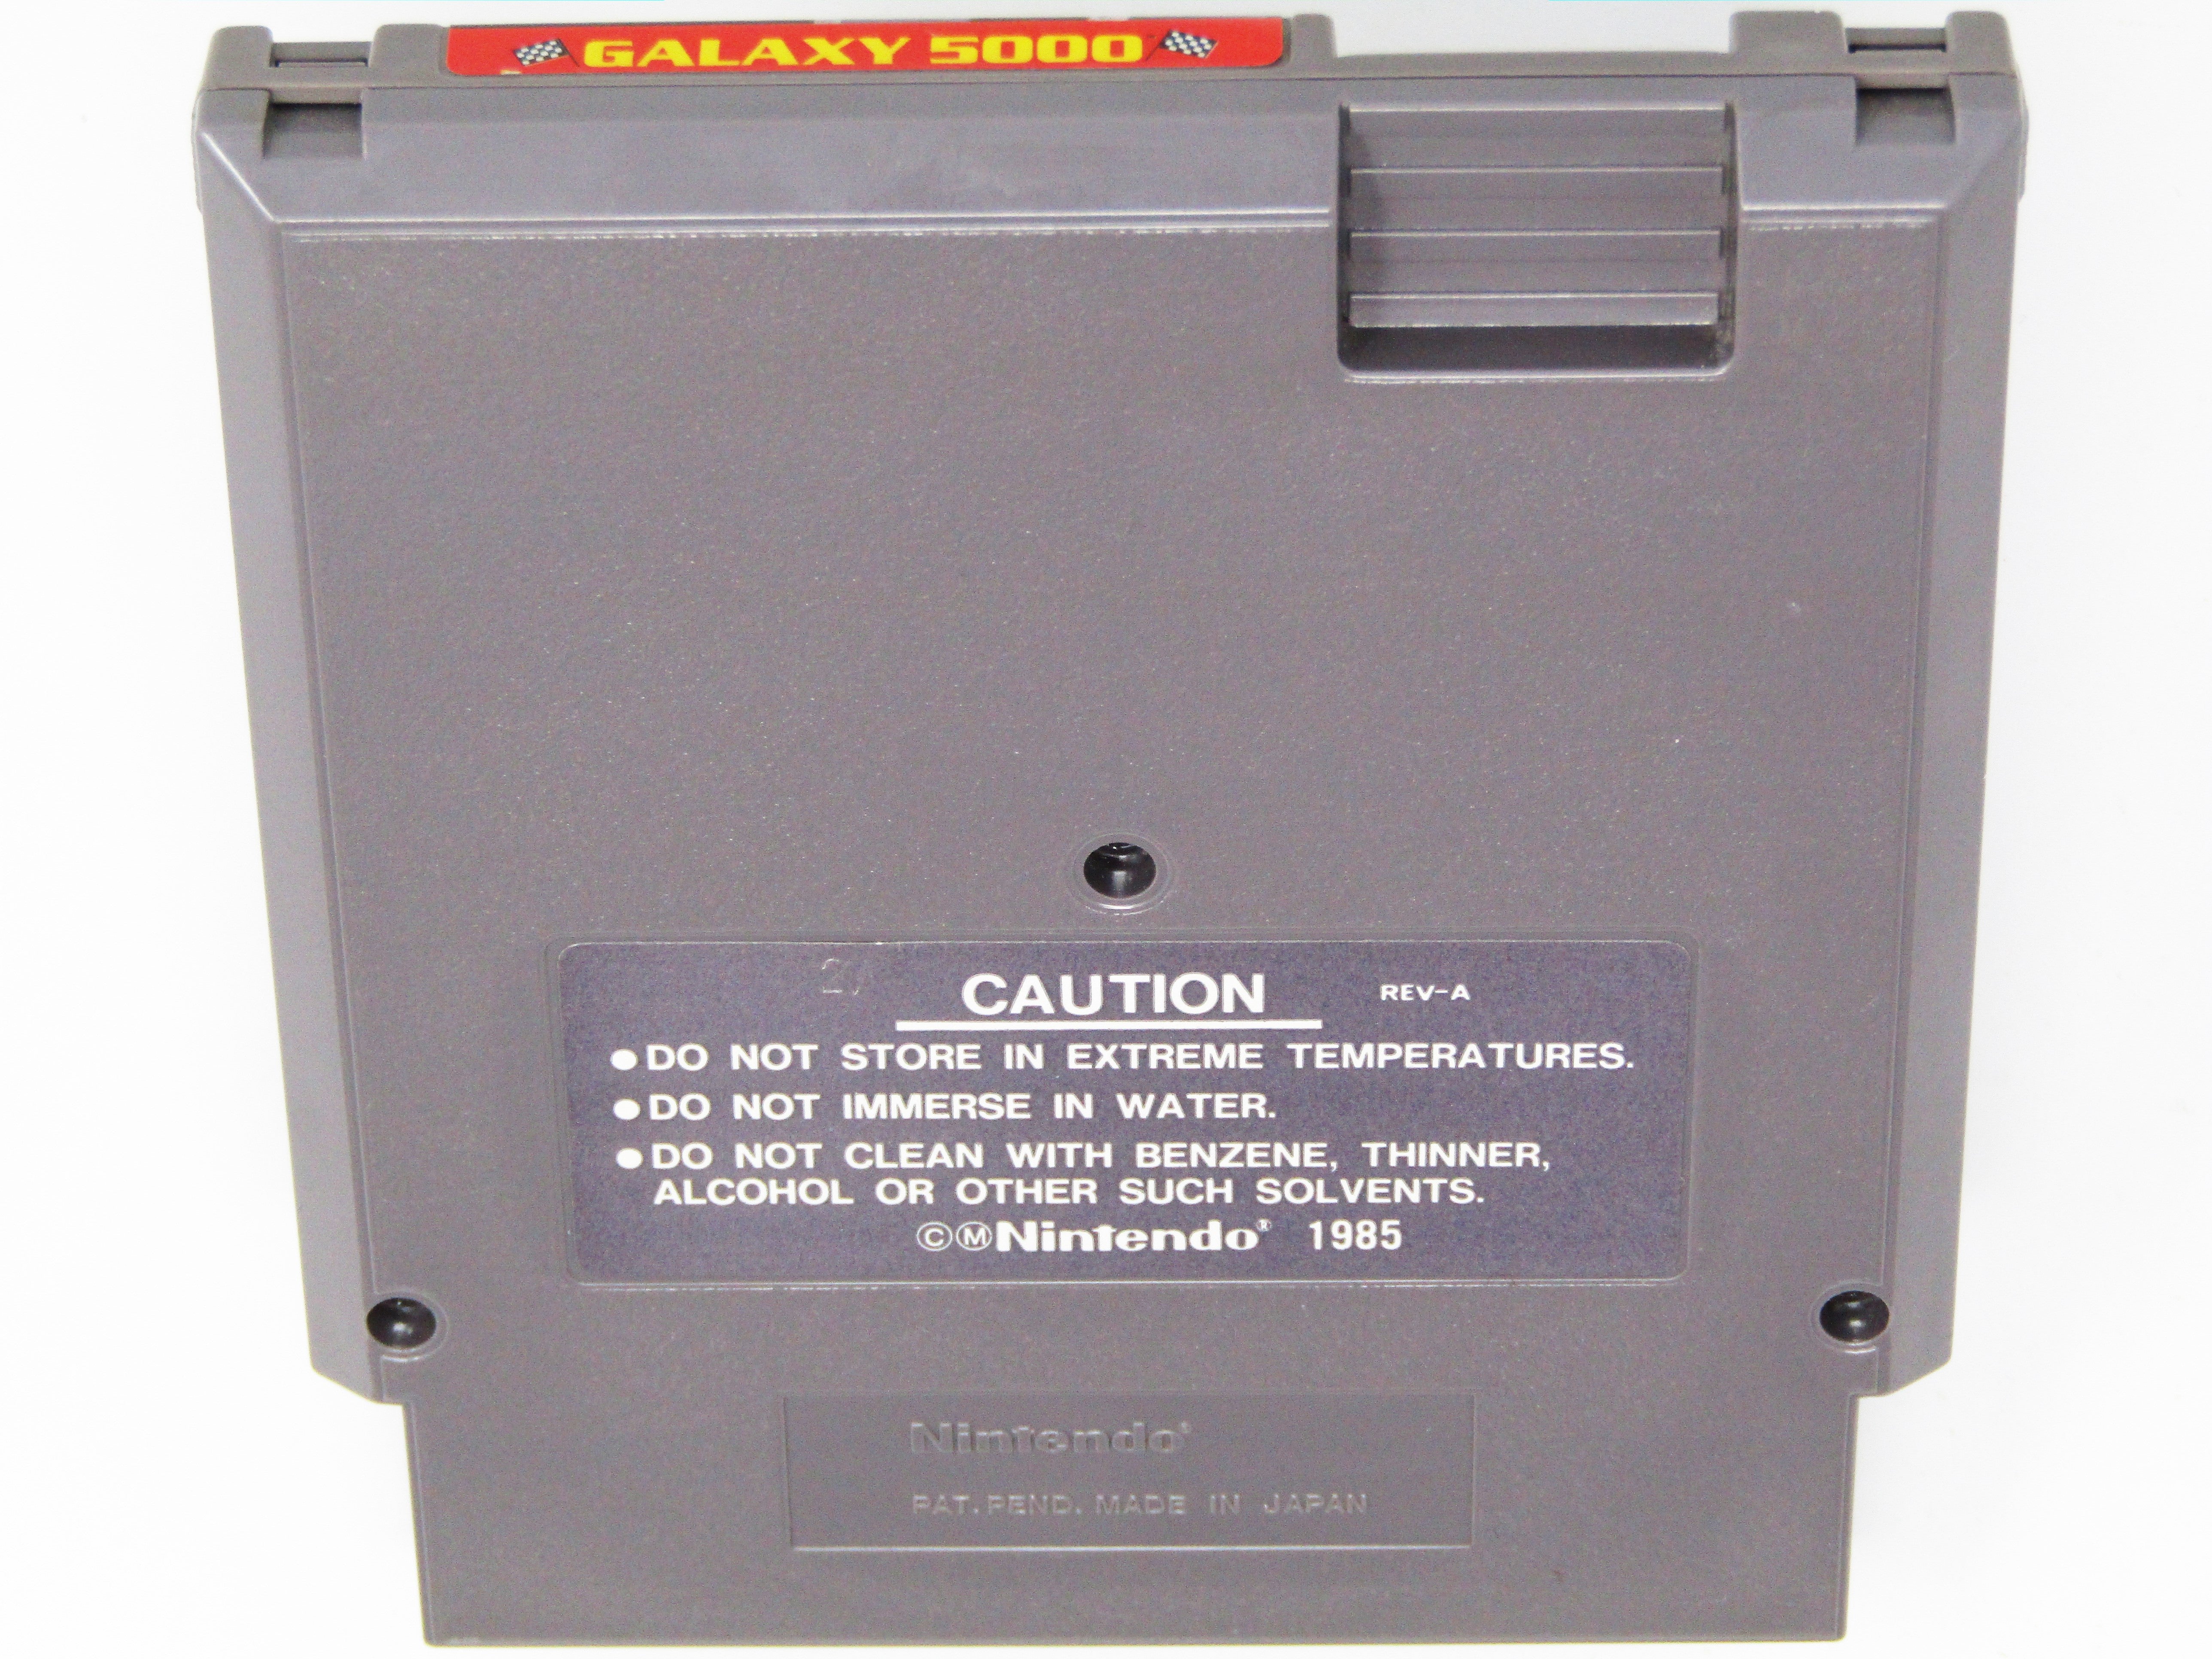 GALAXY 5000
27
CAUTION REV-A
●DO NOT STORE IN EXTREME TEMPERATURES.
●DO NOT IMMERSE IN WATER.
●DO NOT CLEAN WITH BENZENE, THINNER,
ALCOHOL OR OTHER SUCH SOLVENTS.
©ⓂNintendo® 1985
Nintendo®
PAT. PEND. MADE IN JAPAN